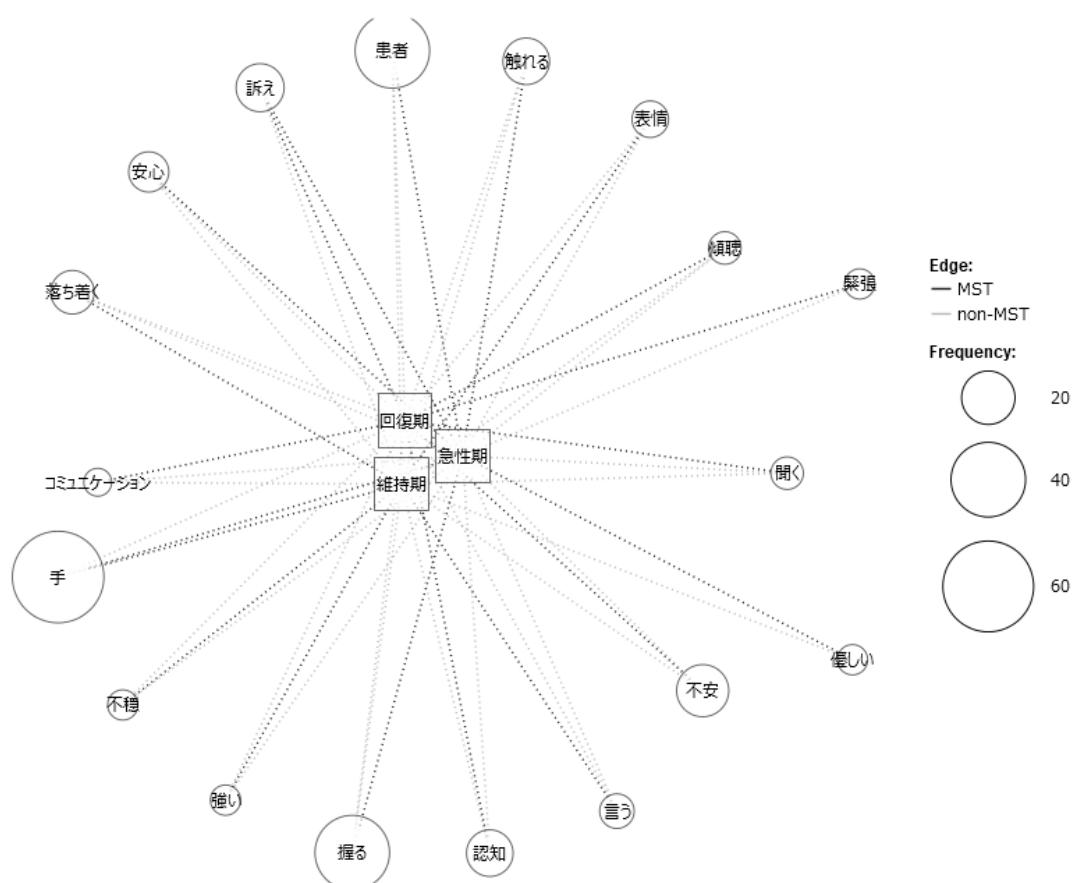 患者
触れる
訴え
表情
安心
傾聴
緊張
落ち着く
Edge:
MST
non-MST
Frequency:
20
40
60
回復期
急性期
維持期
聞く
コミュニケーション
手
優しい
不安
不穏
強い
言う
握る
認知